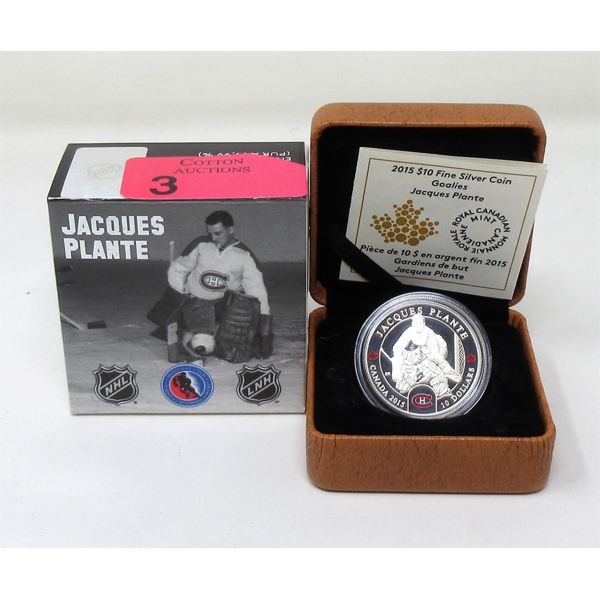 COTTON
AUCTIONS
3
JACQUES
PLANTE
NHL
LNH
2015 $10 Fine Silver Coin
Goalies
Jacques Plante
ROYAL CANADIAN MINT
MONNAIE ROYALE CANADIENNE
Pièce de 10 $ en argent fin 2015
Gardiens de but
Jacques Plante
JACQUES PLANTE
CANADA 2015
10 DOLLARS
CH